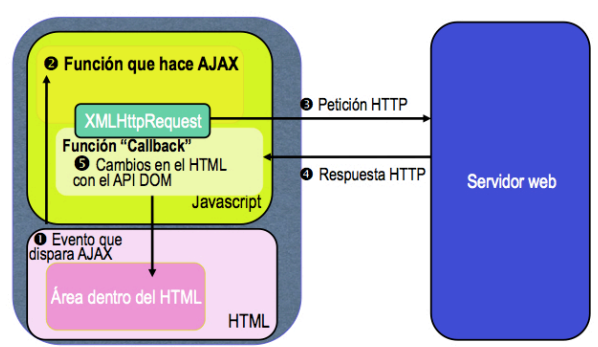 ❷ Función que hace AJAX
XMLHttpRequest
Función “Callback”
❺ Cambios en el HTML
con el API DOM
Javascript
❶ Evento que
dispara AJAX
Área dentro del HTML
HTML
❸ Petición HTTP
❹ Respuesta HTTP
Servidor web